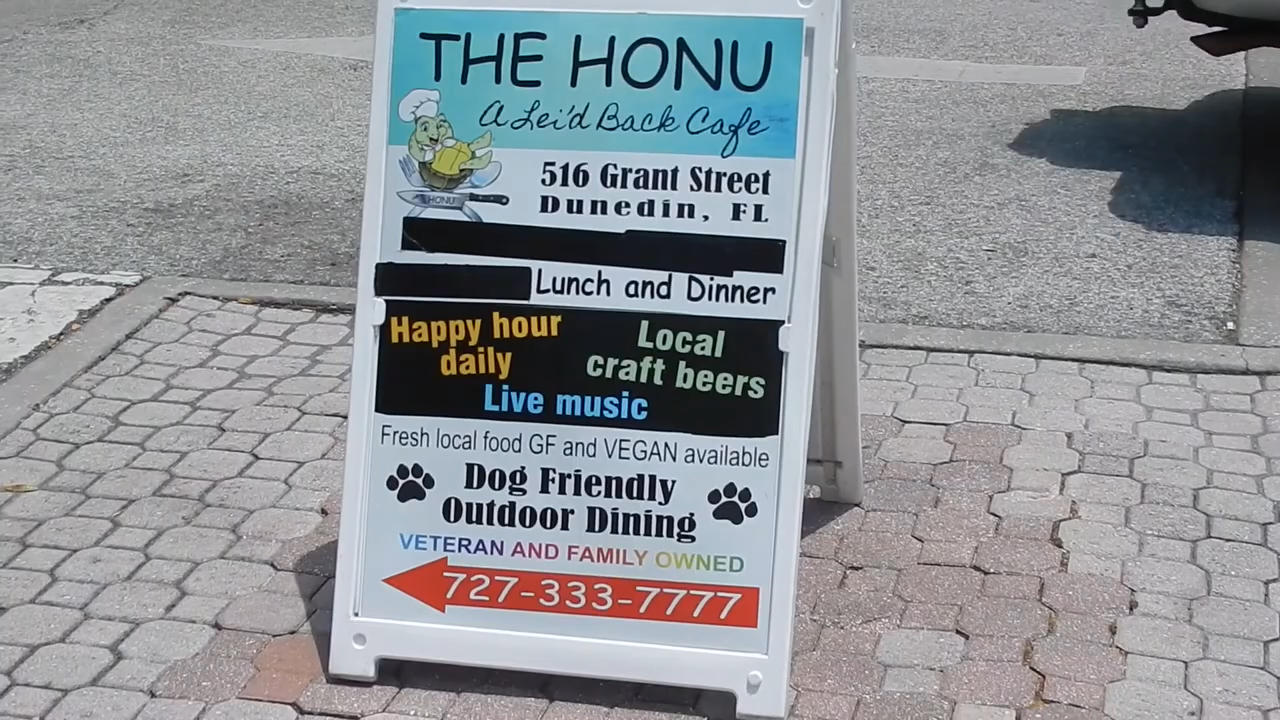 THE HONU
A Lei'd Back Cafe
HONU
516 Grant Street
Dunedin, FL
Lunch and Dinner
Happy hour
daily
Local
craft beers
Live music
Fresh local food GF and VEGAN available
Dog Friendly
Outdoor Dining
VETERAN AND FAMILY OWNED
727-333-7777